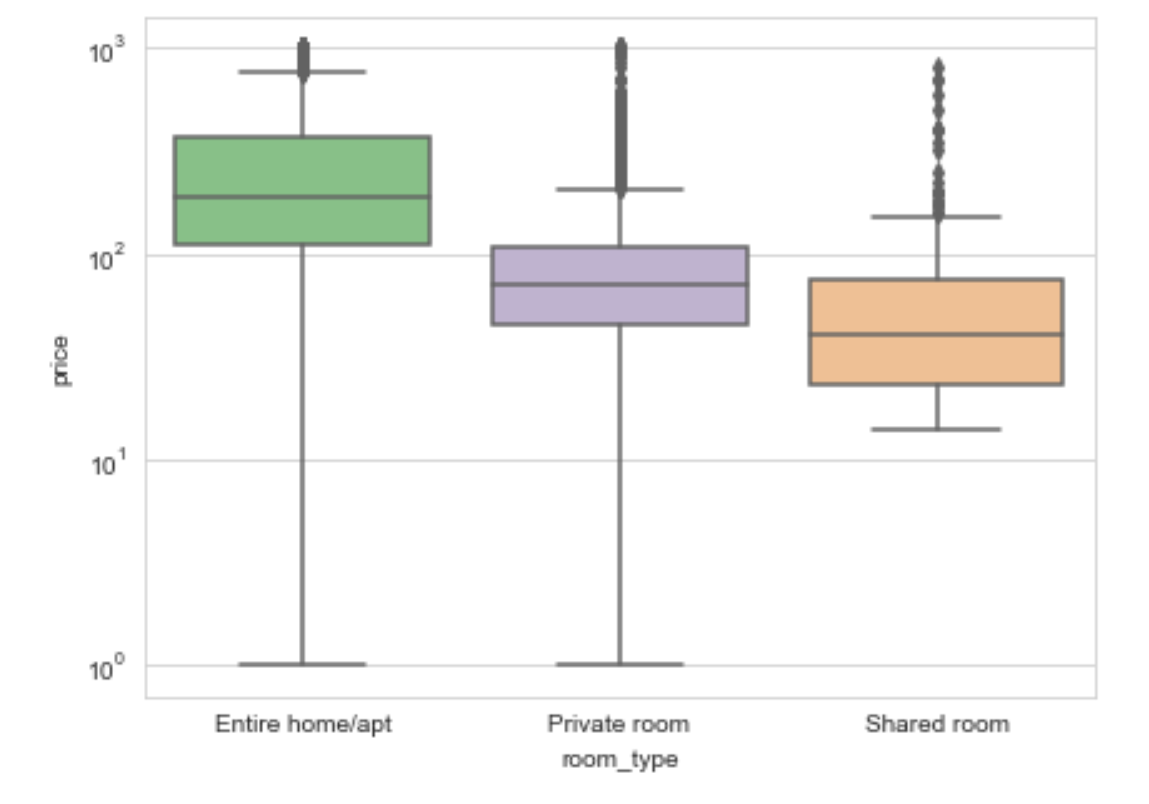 10³
10²
10¹
10⁰
price
Entire home/apt Private room Shared room
room_type